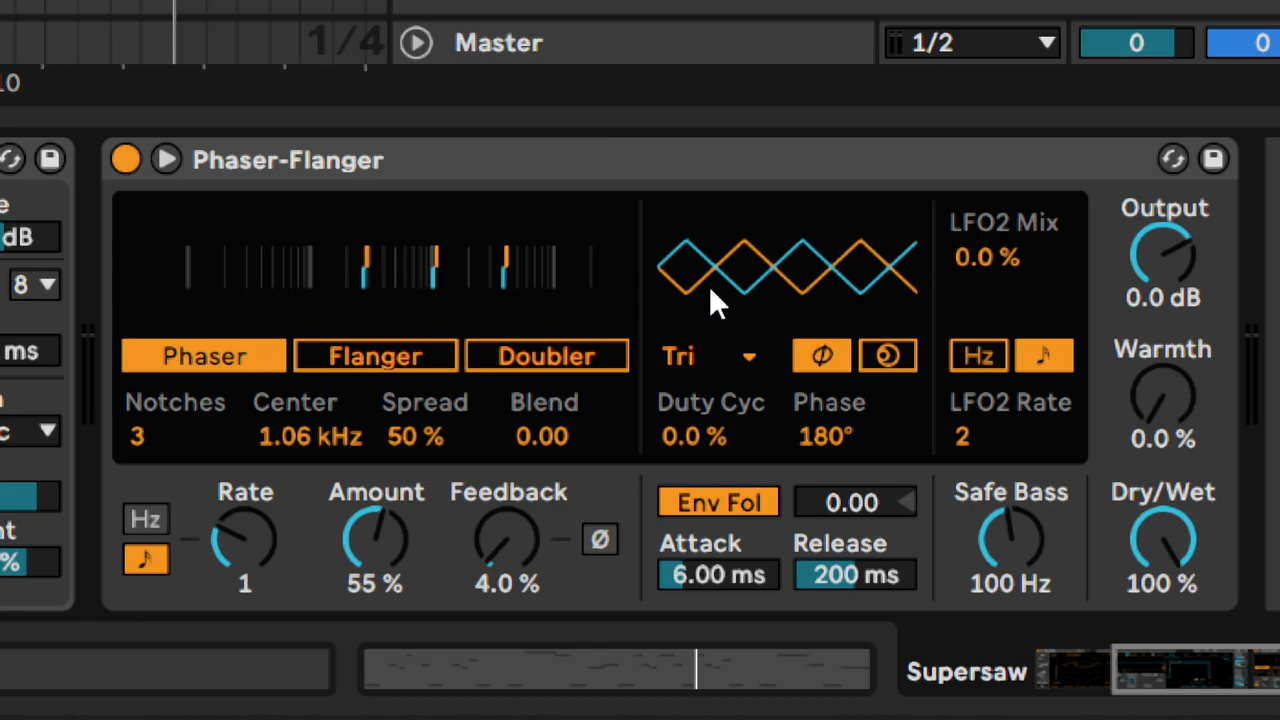 1/4
Master
1/2
0
0
10
Phaser-Flanger
e
dB
8
ms
c
nt
%
LFO2 Mix
0.0 %
Output
0.0 dB
Phaser
Flanger
Doubler
Tri
Hz
Warmth
0.0 %
Notches
Center
Spread
Blend
Duty Cyc
Phase
LFO2 Rate
3
1.06 kHz
50 %
0.00
0.0 %
180°
2
Rate
Amount
Feedback
Env Fol
0.00
Safe Bass
Dry/Wet
Hz
Ø
Attack
Release
1
55 %
4.0 %
6.00 ms
200 ms
100 Hz
100 %
Supersaw